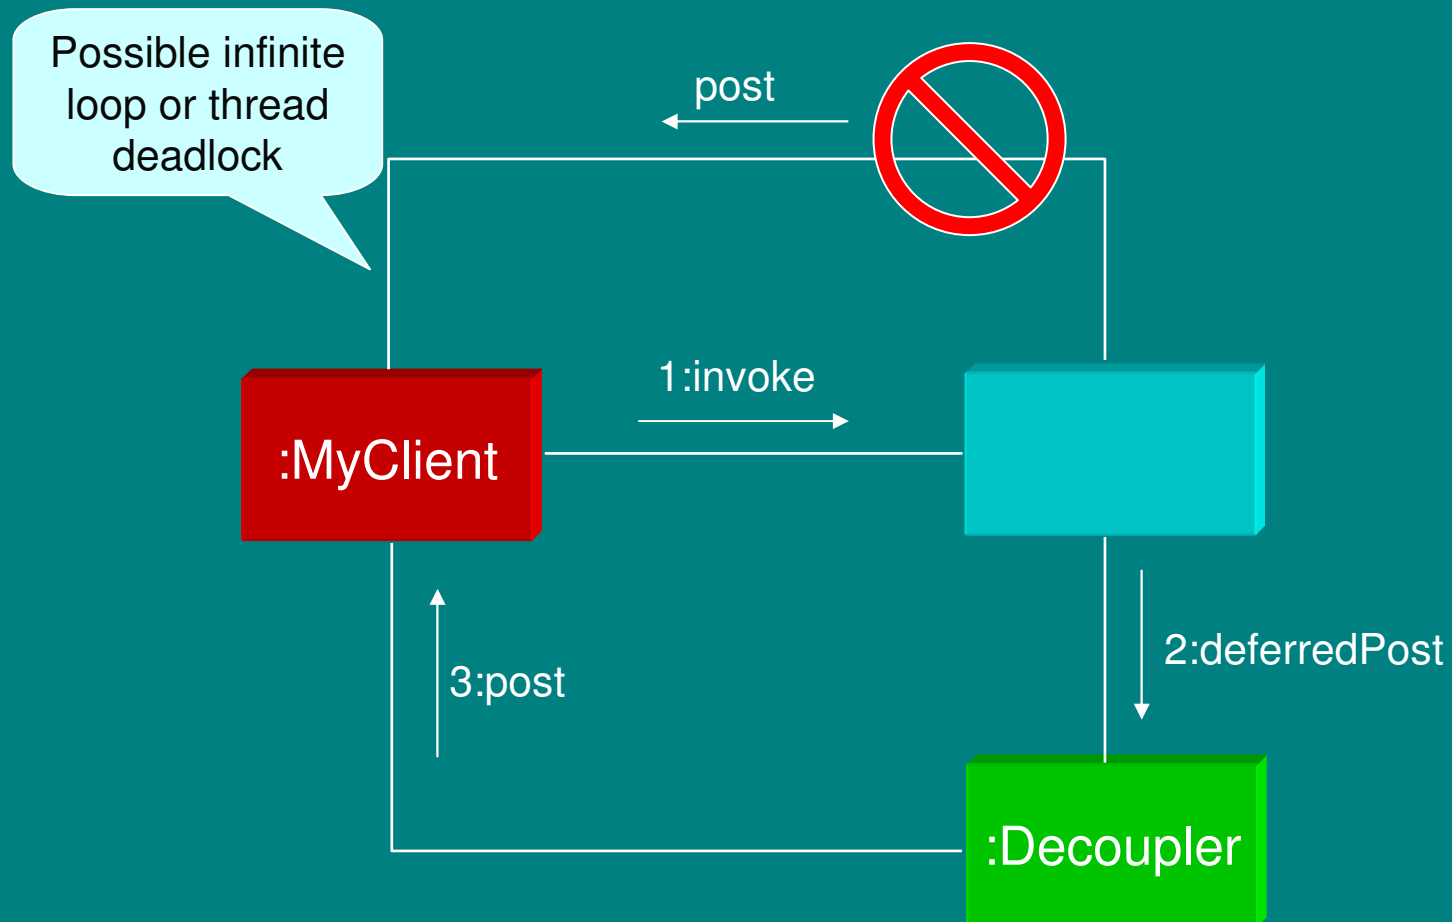 Possible infinite
loop or thread
deadlock
post
1:invoke
:MyClient
2:deferredPost
3:post
:Decoupler